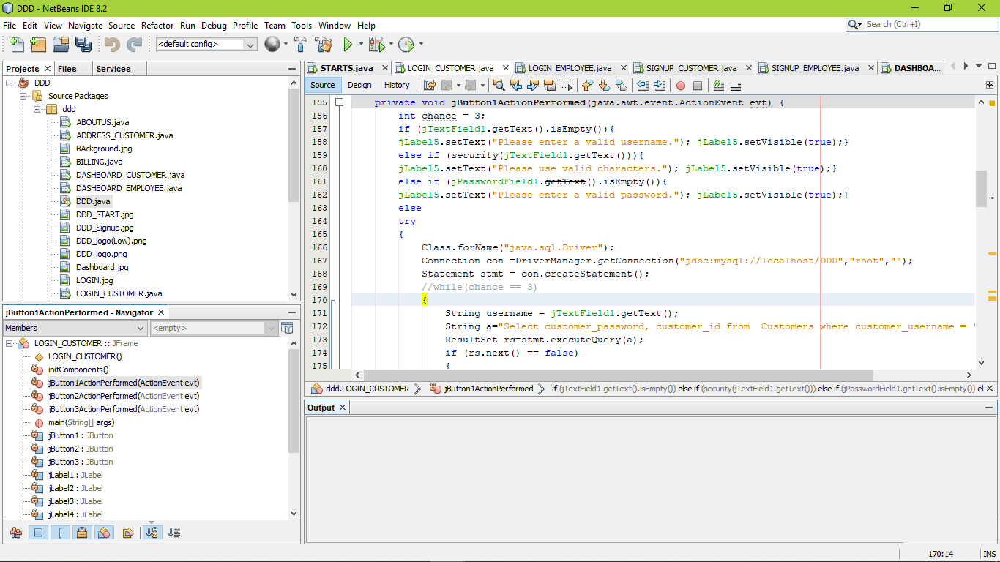 DDD - NetBeans IDE 8.2
File Edit View Navigate Source Refactor Run Debug Profile Team Tools Window Help
Search (Ctrl+I)
<default config>
Projects
Files
Services
DDD
Source Packages
ddd
ABOUTUS.java
ADDRESS_CUSTOMER.java
BAckground.jpg
BILLING.java
DASHBOARD_CUSTOMER.java
DASHBOARD_EMPLOYEE.java
DDD.java
DDD_START.jpg
DDD_Signup.jpg
DDD_logo(Low).png
DDD_logo.png
Dashboard.jpg
LOGIN.jpg
LOGIN_CUSTOMER.java
jButton1ActionPerformed - Navigator
Members
<empty>
LOGIN_CUSTOMER :: JFrame
LOGIN_CUSTOMER()
initComponents()
jButton1ActionPerformed(ActionEvent evt)
jButton2ActionPerformed(ActionEvent evt)
jButton3ActionPerformed(ActionEvent evt)
main(String[] args)
jButton1 : JButton
jButton2 : JButton
jButton3 : JButton
jLabel1 : JLabel
jLabel2 : JLabel
jLabel3 : JLabel
jLabel4 : JLabel
STARTS.java
LOGIN_CUSTOMER.java
LOGIN_EMPLOYEE.java
SIGNUP_CUSTOMER.java
SIGNUP_EMPLOYEE.java
DASHBOA...
Source Design History
155 private void jButton1ActionPerformed(java.awt.event.ActionEvent evt) {
156 int chance = 3;
157 if (jTextField1.getText().isEmpty()){
158 jLabel5.setText("Please enter a valid username."); jLabel5.setVisible(true);}
159 else if (security(jTextField1.getText())){
160 jLabel5.setText("Please use valid characters."); jLabel5.setVisible(true);}
161 else if (jPasswordField1.getText().isEmpty()){
162 jLabel5.setText("Please enter a valid password."); jLabel5.setVisible(true);}
163 else
164 try
165 {
166 Class.forName("java.sql.Driver");
167 Connection con =DriverManager.getConnection("jdbc:mysql://localhost/DDD","root","");
168 Statement stmt = con.createStatement();
169 //while(chance == 3)
170 {
171 String username = jTextField1.getText();
172 String a="Select customer_password, customer_id from  Customers where customer_username = '
173 ResultSet rs=stmt.executeQuery(a);
174 if (rs.next() == false)
175 {
ddd.LOGIN_CUSTOMER
jButton1ActionPerformed
if (jTextField1.getText().isEmpty()) else if (security(jTextField1.getText())) else if (jPasswordField1.getText().isEmpty()) el
Output
170:14
INS